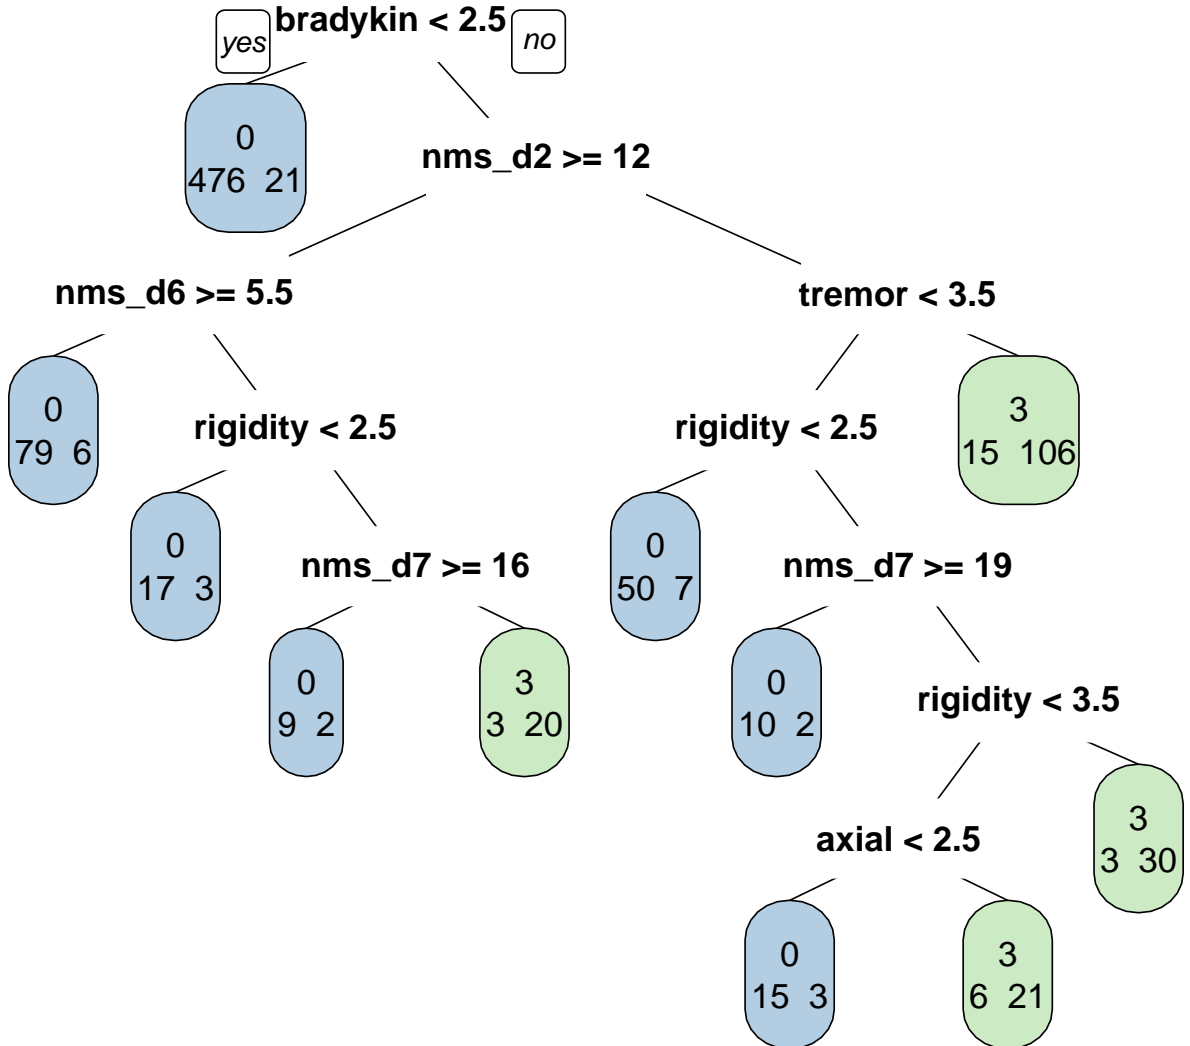 bradykin < 2.5
yes
no
0
476 21
nms_d2 >= 12
nms_d6 >= 5.5
tremor < 3.5
0
79 6
rigidity < 2.5
rigidity < 2.5
3
15 106
0
17 3
nms_d7 >= 16
0
50 7
nms_d7 >= 19
0
9 2
3
3 20
0
10 2
rigidity < 3.5
axial < 2.5
3
3 30
0
15 3
3
6 21